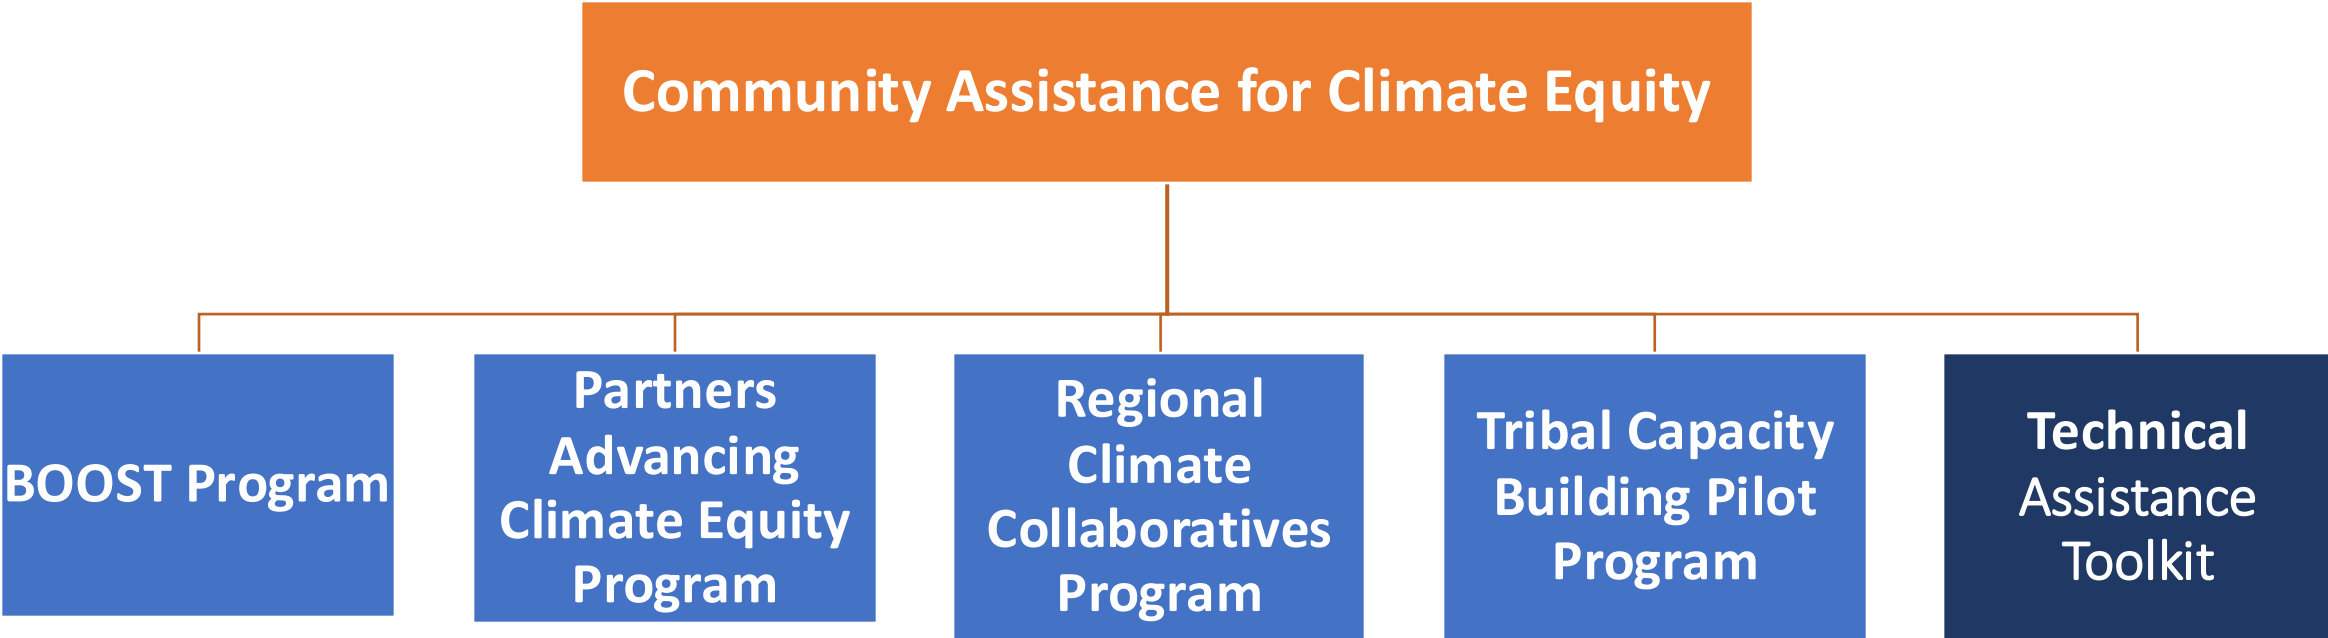 Community Assistance for Climate Equity
BOOST Program
Partners
Advancing
Climate Equity
Program
Regional
Climate
Collaboratives
Program
Tribal Capacity
Building Pilot
Program
Technical
Assistance
Toolkit